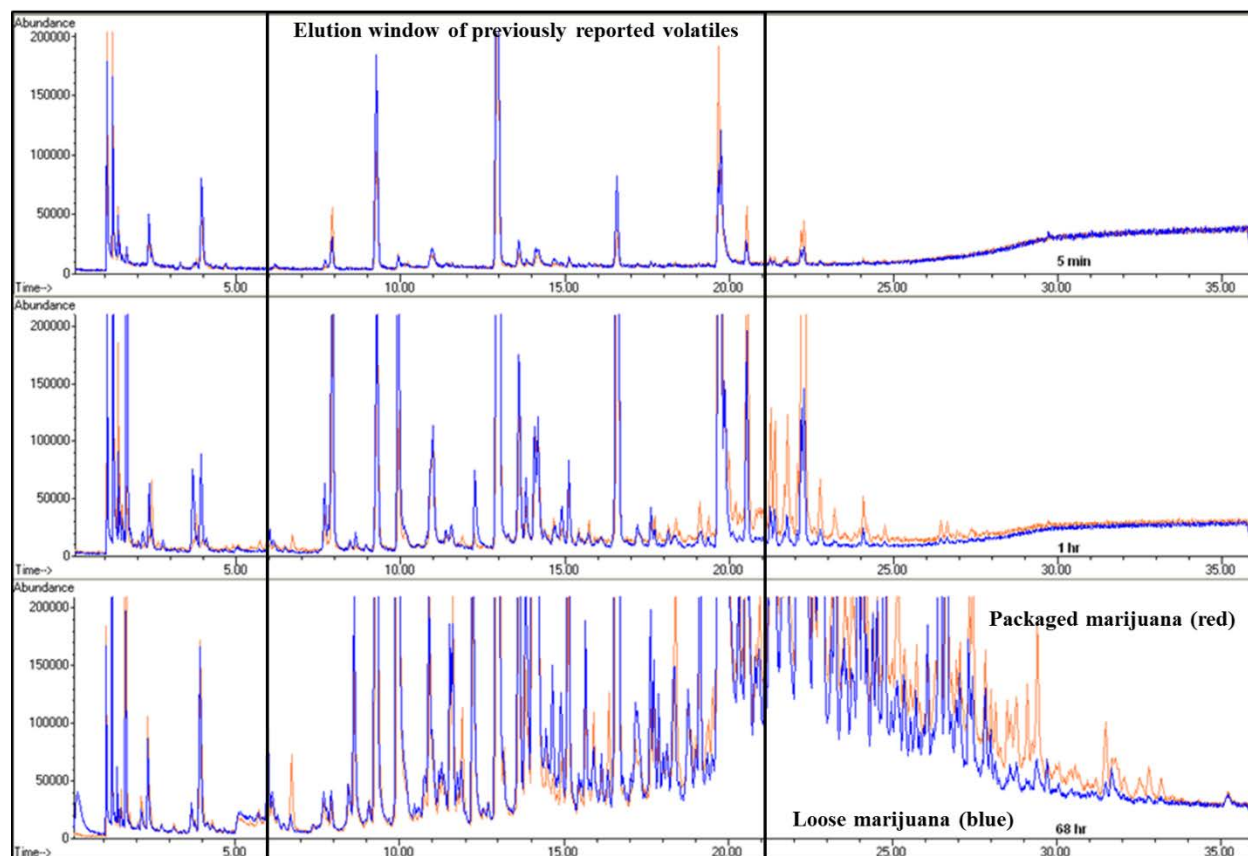 Abundance
Elution window of previously reported volatiles
200000
150000
100000
50000
0
5 min
Time--> 5.00 10.00 15.00 20.00 25.00 30.00 35.00
Abundance
200000
150000
100000
50000
0
1 hr
Time--> 5.00 10.00 15.00 20.00 25.00 30.00 35.00
Abundance
200000
Packaged marijuana (red)
150000
100000
50000
Loose marijuana (blue) 68 hr
0
Time--> 5.00 10.00 15.00 20.00 25.00 30.00 35.00